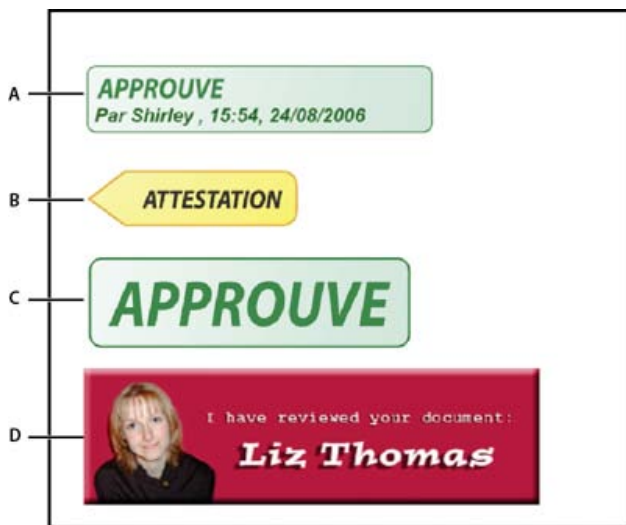 A
APPROUVE
Par Shirley , 15:54, 24/08/2006
B
ATTESTATION
C
APPROUVE
D
I have reviewed your document:
Liz Thomas